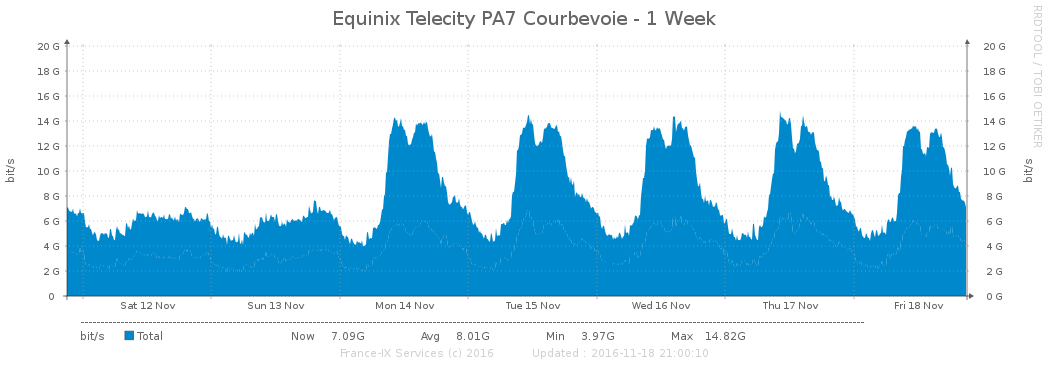 Equinix Telecity PA7 Courbevoie - 1 Week
RRDTOOL / TOBI OETIKER
bit/s
20 G 20 G
18 G 18 G
16 G 16 G
14 G 14 G
12 G 12 G
10 G 10 G
8 G 8 G
6 G 6 G
4 G 4 G
2 G 2 G
0 0 G
bit/s
Sat 12 Nov Sun 13 Nov Mon 14 Nov Tue 15 Nov Wed 16 Nov Thu 17 Nov Fri 18 Nov
bit/s Total Now 7.09G Avg 8.01G Min 3.97G Max 14.82G
France-IX Services (c) 2016 Updated : 2016-11-18 21:00:10